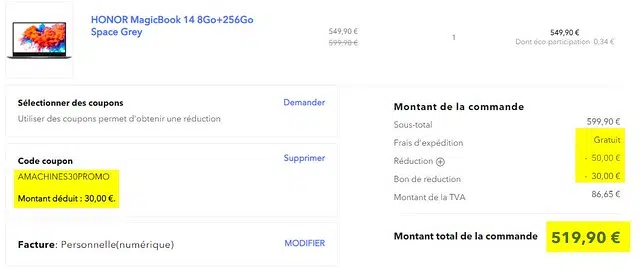 HONOR MagicBook 14 8Go+256Go
Space Grey
549,90 €
599,90 €
1
549,90 €
Dont éco-participation 0,34 €
Sélectionner des coupons
Demander
Utiliser des coupons permet d'obtenir une réduction
Code coupon
Supprimer
AMACHINES30PROMO
Montant déduit : 30,00 €.
Facture: Personnelle(numérique)
MODIFIER
Montant de la commande
Sous-total
599,90 €
Frais d'expédition
Gratuit
Réduction
- 50,00 €
Bon de reduction
- 30,00 €
Montant de la TVA
86,65 €
Montant total de la commande
519,90 €